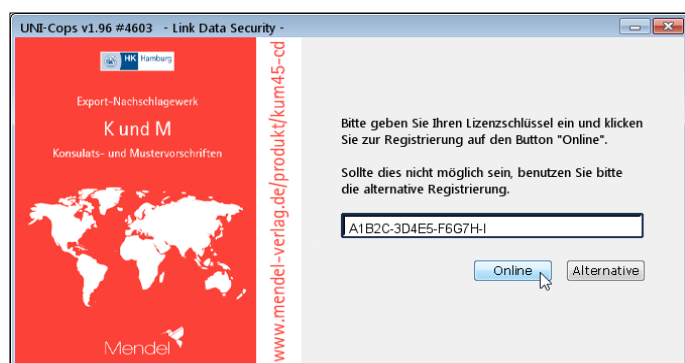 UNI-Cops v1.96 #4603   - Link Data Security -
HK Hamburg
Export-Nachschlagewerk
K und M
Konsulats- und Mustervorschriften
Mendel
www.mendel-verlag.de/produkt/kum45-cd
Bitte geben Sie Ihren Lizenzschlüssel ein und klicken
Sie zur Registrierung auf den Button "Online".
Sollte dies nicht möglich sein, benutzen Sie bitte
die alternative Registrierung.
A1B2C-3D4E5-F6G7H-I
Online
Alternative